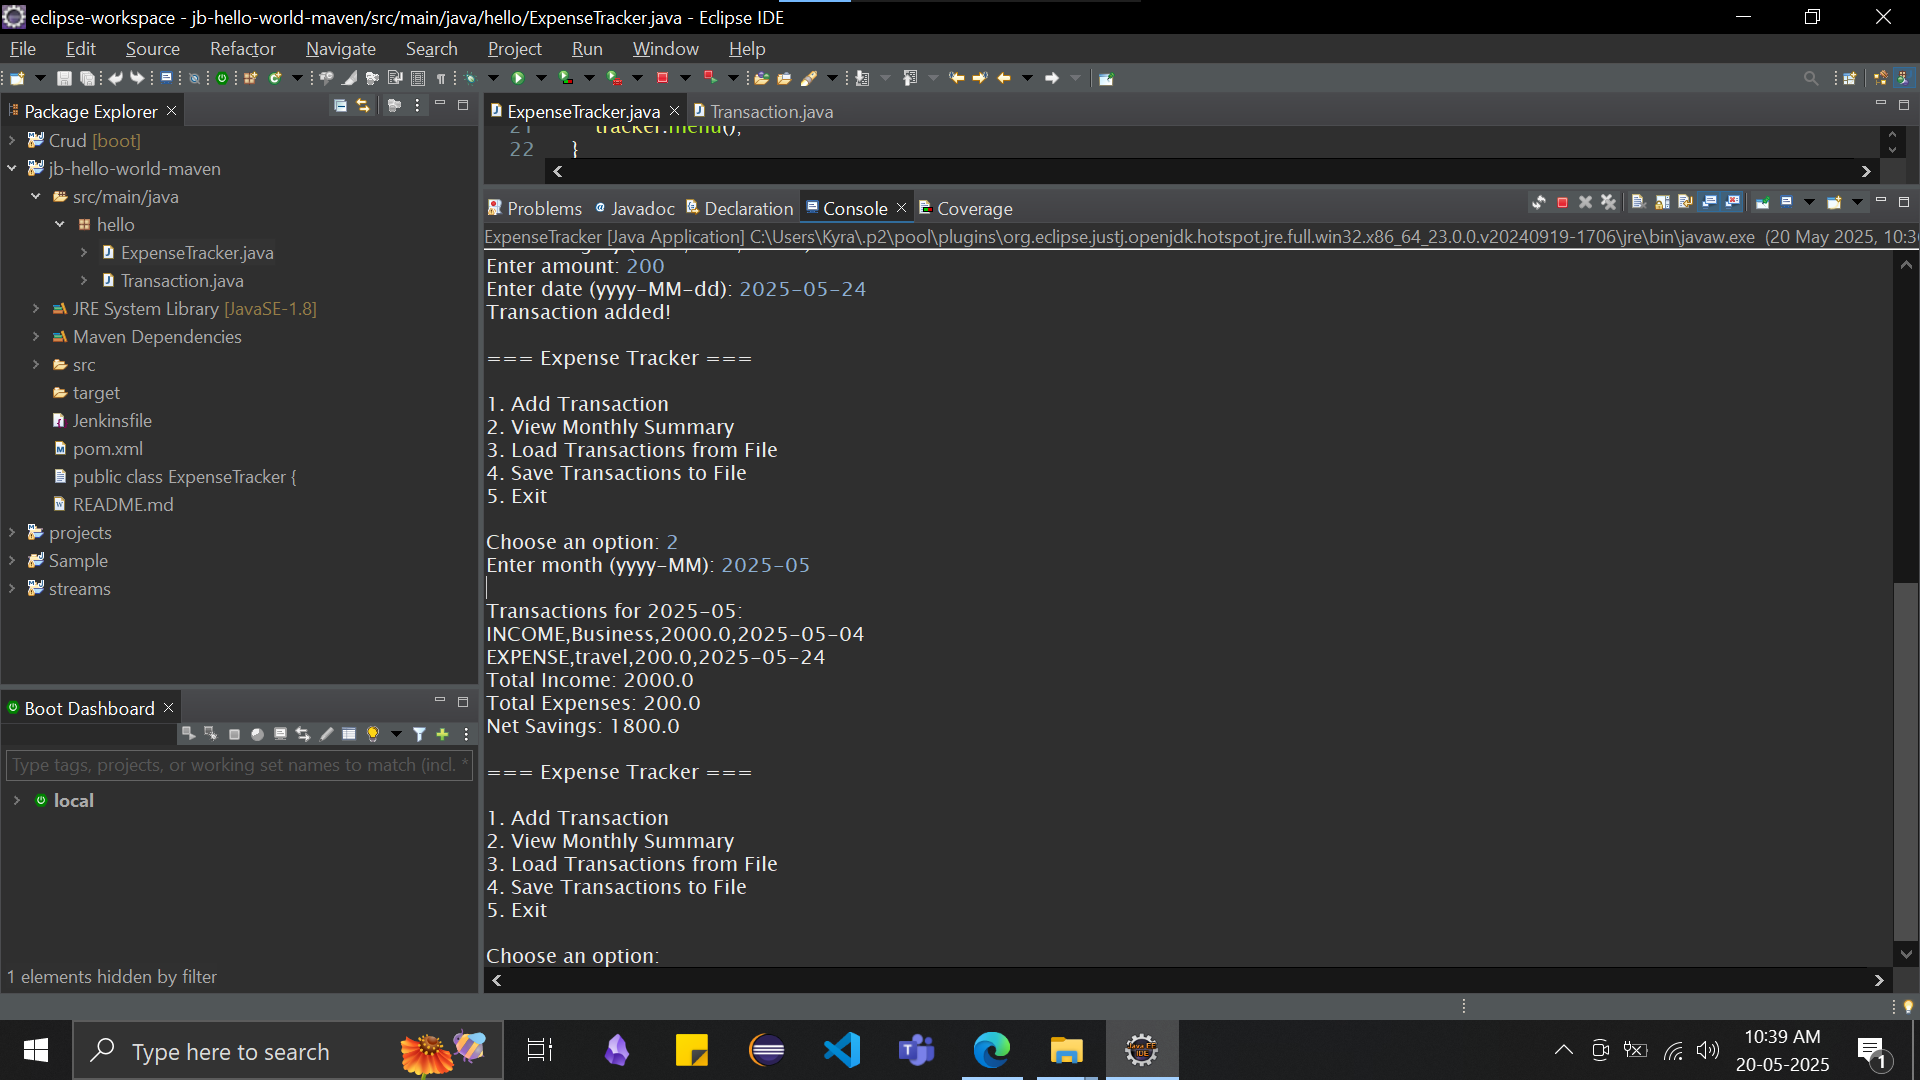 eclipse-workspace - jb-hello-world-maven/src/main/java/hello/ExpenseTracker.java - Eclipse IDE
File Edit Source Refactor Navigate Search Project Run Window Help
Package Explorer
Crud [boot]
jb-hello-world-maven
src/main/java
hello
ExpenseTracker.java
Transaction.java
JRE System Library [JavaSE-1.8]
Maven Dependencies
src
target
Jenkinsfile
pom.xml
public class ExpenseTracker {
README.md
projects
Sample
streams
Boot Dashboard
Type tags, projects, or working set names to match (incl. *
local
1 elements hidden by filter
ExpenseTracker.java Transaction.java
21 tracker.menu();
22 }
Problems Javadoc Declaration Console Coverage
ExpenseTracker [Java Application] C:\Users\Kyra\.p2\pool\plugins\org.eclipse.justj.openjdk.hotspot.jre.full.win32.x86_64_23.0.0.v20240919-1706\jre\bin\javaw.exe (20 May 2025, 10:3
Enter amount: 200
Enter date (yyyy-MM-dd): 2025-05-24
Transaction added!
=== Expense Tracker ===
1. Add Transaction
2. View Monthly Summary
3. Load Transactions from File
4. Save Transactions to File
5. Exit
Choose an option: 2
Enter month (yyyy-MM): 2025-05
Transactions for 2025-05:
INCOME,Business,2000.0,2025-05-04
EXPENSE,travel,200.0,2025-05-24
Total Income: 2000.0
Total Expenses: 200.0
Net Savings: 1800.0
=== Expense Tracker ===
1. Add Transaction
2. View Monthly Summary
3. Load Transactions from File
4. Save Transactions to File
5. Exit
Choose an option:
Type here to search
10:39 AM
20-05-2025
1